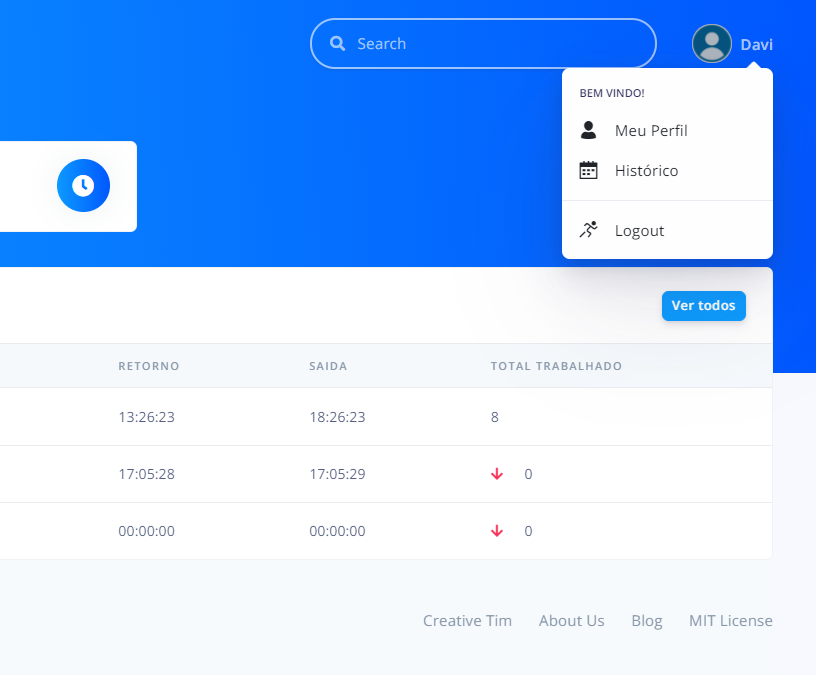 Search
Davi
BEM VINDO!
Meu Perfil
Histórico
Logout
Ver todos
RETORNO SAIDA TOTAL TRABALHADO
13:26:23 18:26:23 8
17:05:28 17:05:29 0
00:00:00 00:00:00 0
Creative Tim About Us Blog MIT License